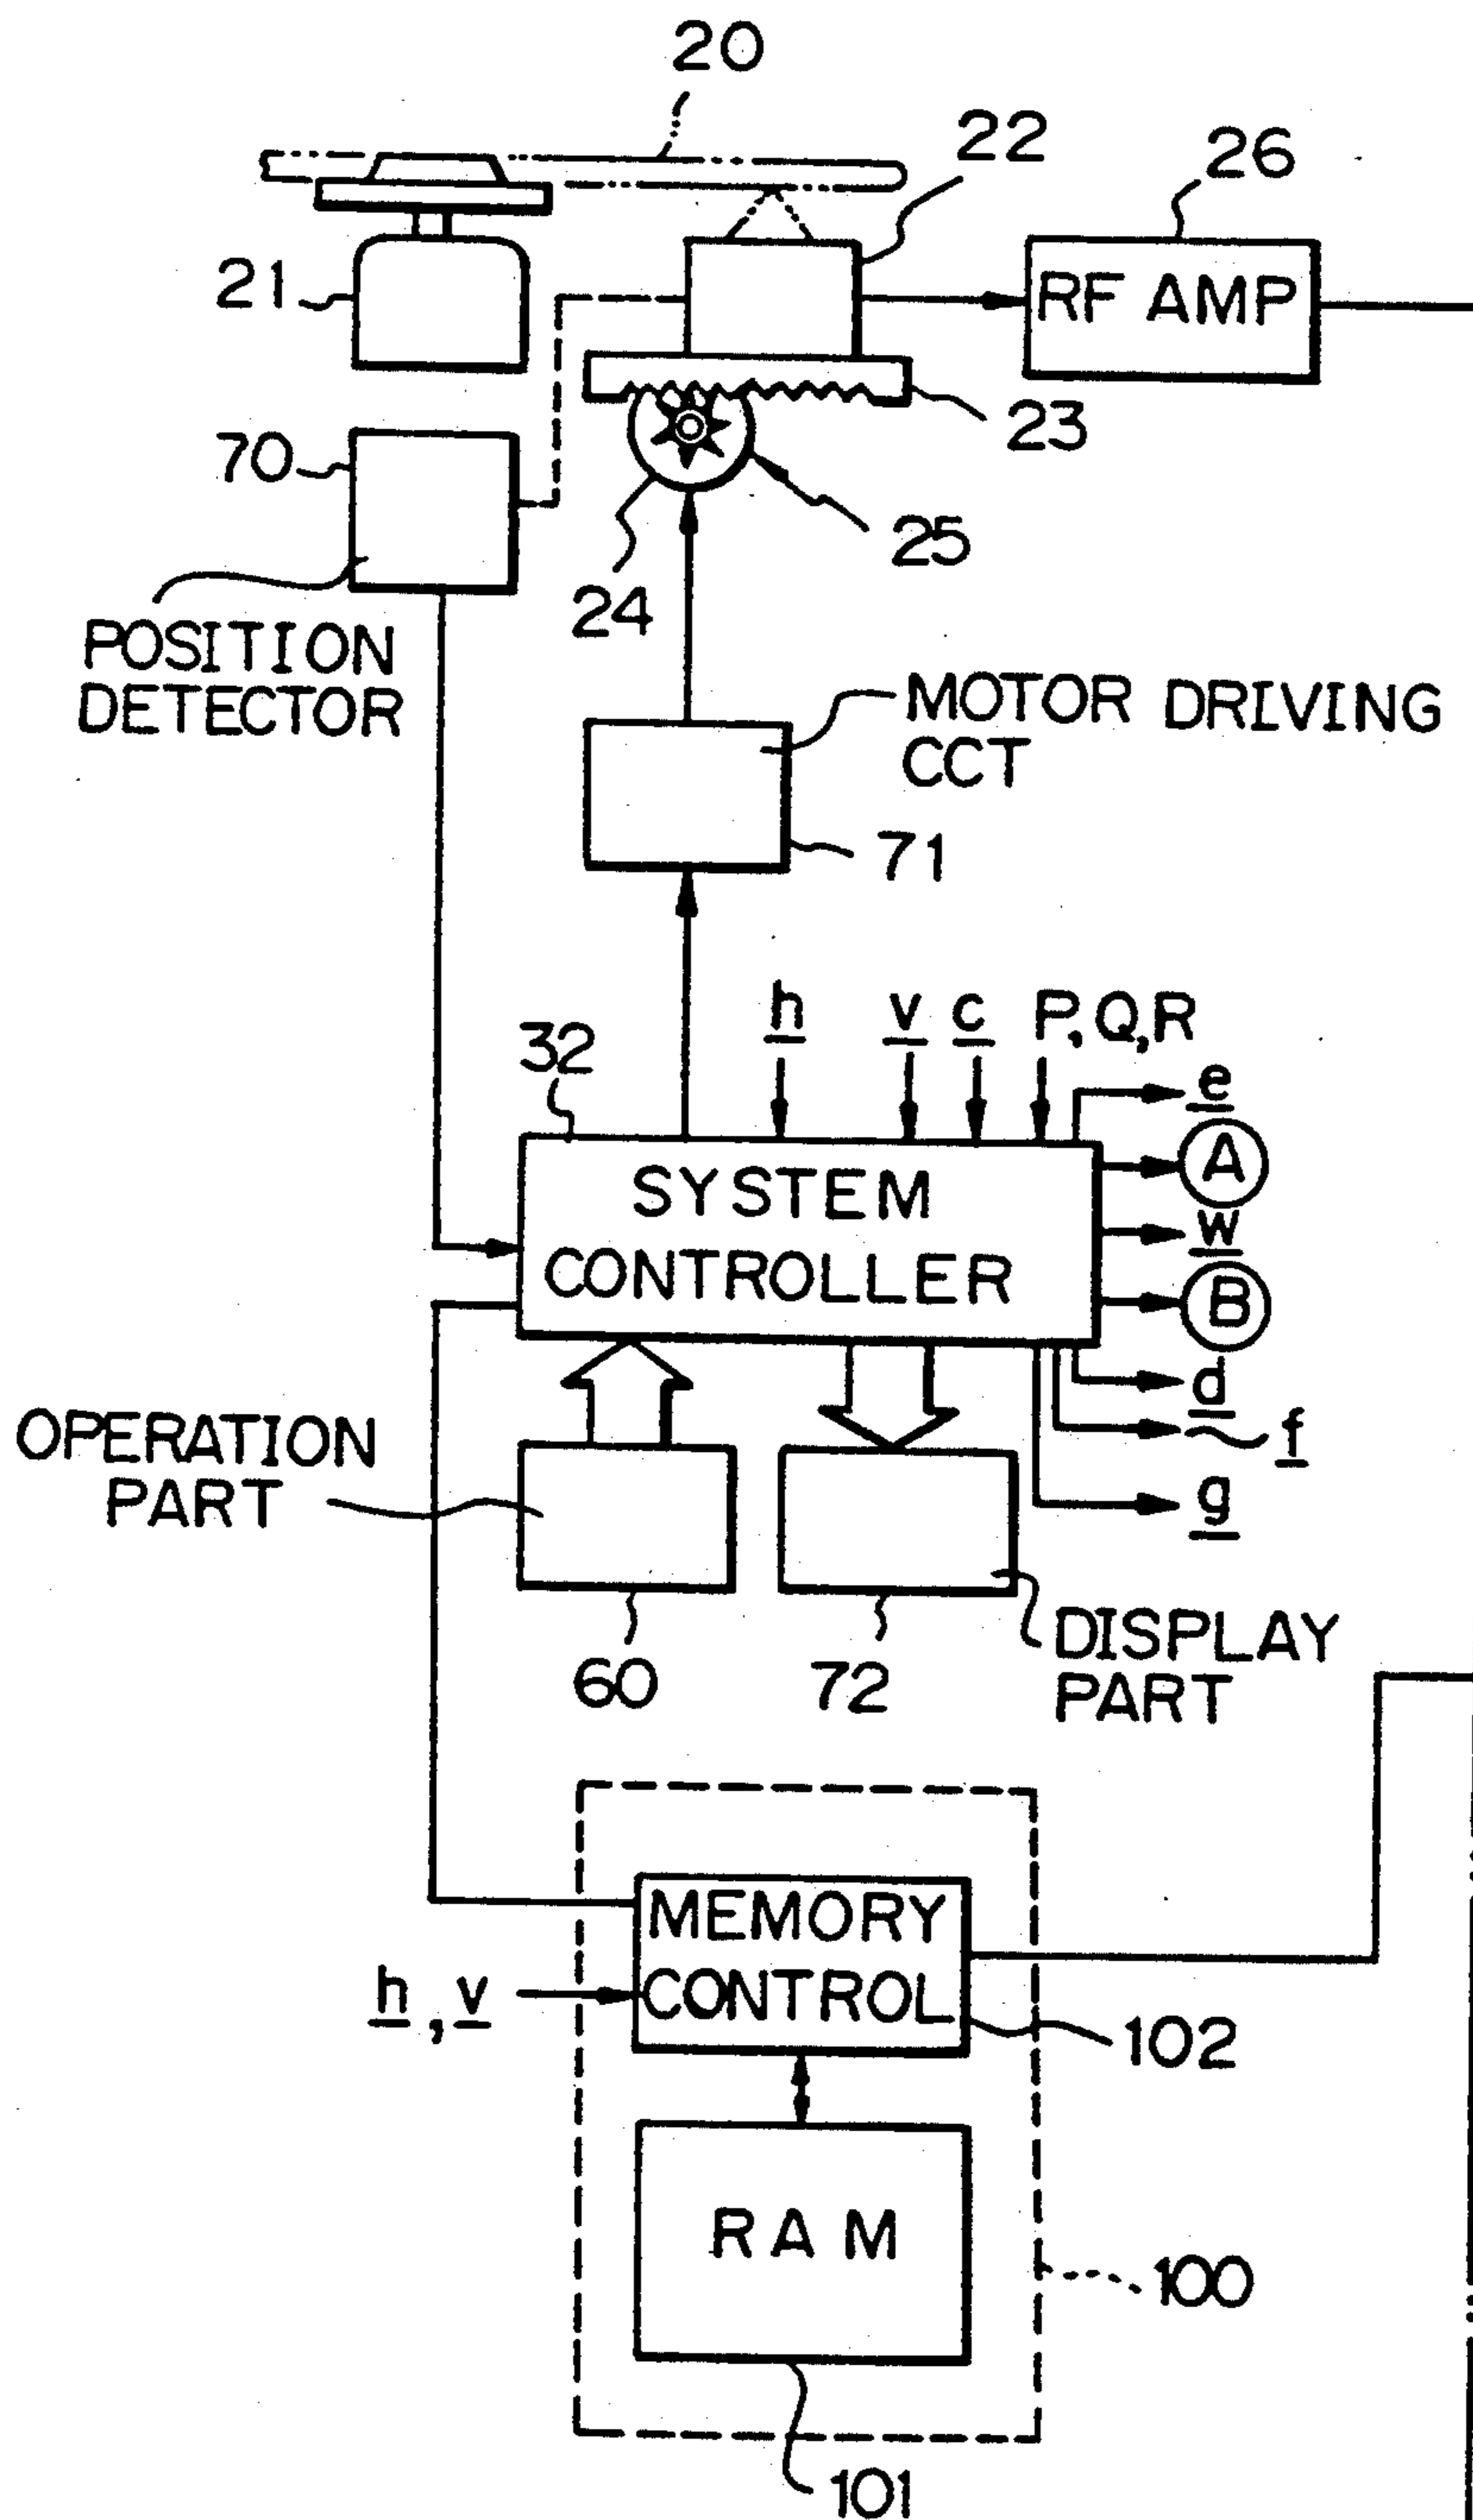 20
22
26
21
RF AMP
23
70
25
24
POSITION
DETECTOR
MOTOR DRIVING
CCT
71
h
v
c
P,Q,R
32
e
A
SYSTEM
w
CONTROLLER
B
d
OPERATION
PART
f
g
DISPLAY
PART
60
72
MEMORY
CONTROL
h,v
102
RAM
100
101